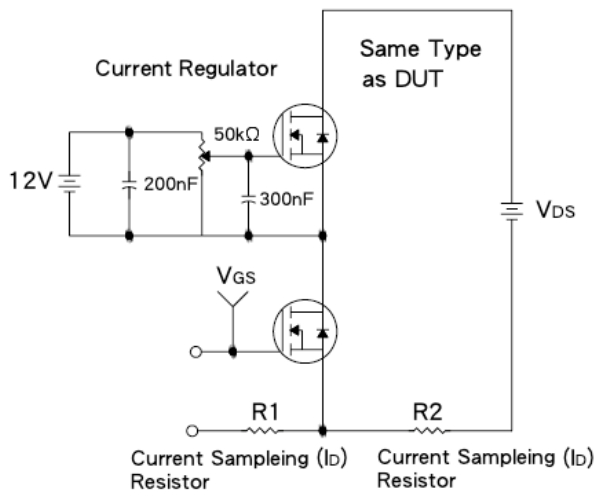 Same Type
as DUT
Current Regulator
50kΩ
12V
200nF
300nF
VDS
VGS
R1
R2
Current Sampleing (ID)
Resistor
Current Sampleing (ID)
Resistor